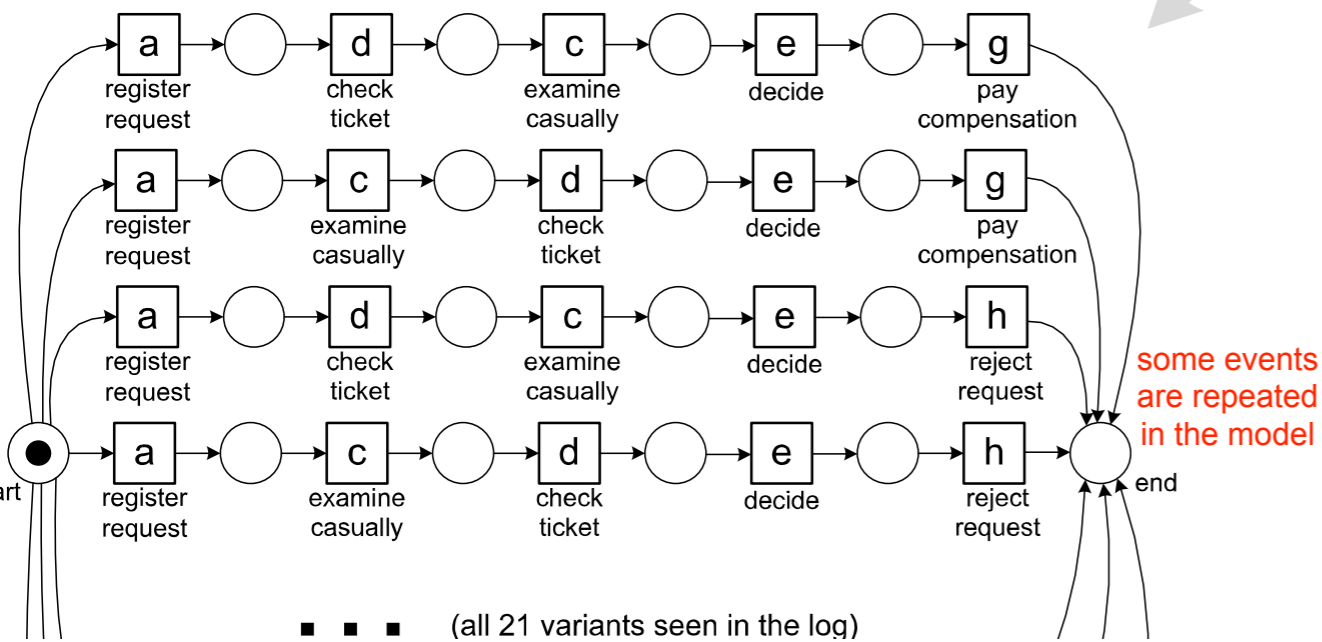 a d c e g
register check examine decide pay
request ticket casually compensation
a c d e g
register examine check decide pay
request casually ticket compensation
a d c e h
register check examine decide reject
request ticket casually request
some events
are repeated
in the model
a c d e h
art
end
register examine check decide reject
request casually ticket request
(all 21 variants seen in the log)